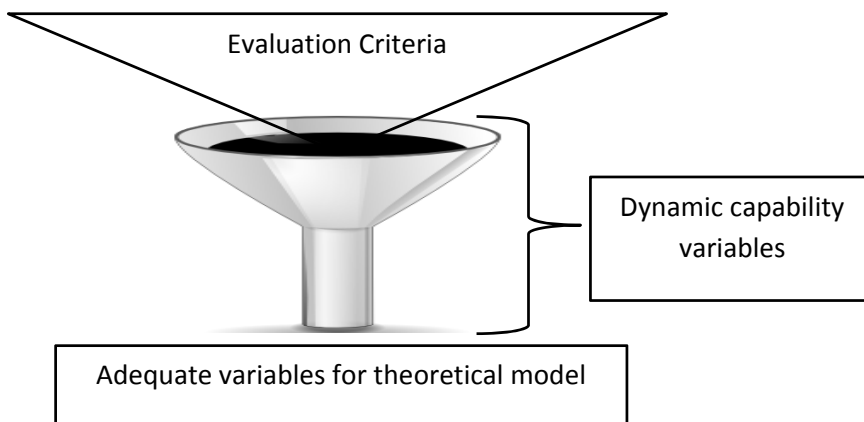 Evaluation Criteria
Dynamic capability
variables
Adequate variables for theoretical model